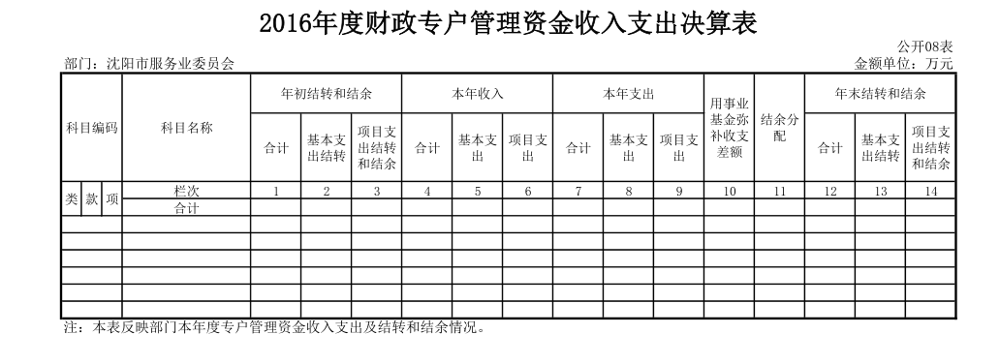 2016年度财政专户管理资金收入支出决算表
公开08表
部门：沈阳市服务业委员会 金额单位：万元
科目编码 科目名称 年初结转和结余 本年收入 本年支出 用事业基金弥补收支差额 结余分配 年末结转和结余
合计 基本支出结转 项目支出结转和结余 合计 基本支出 项目支出 合计 基本支出 项目支出 合计 基本支出结转 项目支出结转和结余
类 款 项 栏次 1 2 3 4 5 6 7 8 9 10 11 12 13 14
合计
注：本表反映部门本年度专户管理资金收入支出及结转和结余情况。